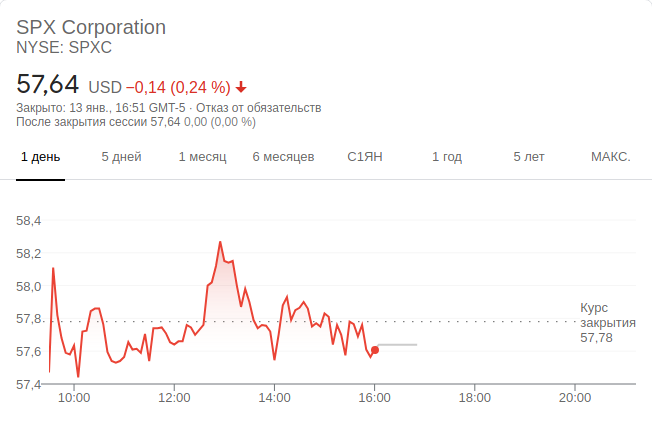 SPX Corporation
NYSE: SPXC
57,64 USD −0,14 (0,24 %)
Закрыто: 13 янв., 16:51 GMT-5 · Отказ от обязательств
После закрытия сессии 57,64 0,00 (0,00 %)
1 день 5 дней 1 месяц 6 месяцев С1ЯН 1 год 5 лет МАКС.
58,4
58,2
58,0
57,8
57,6
57,4
Курс
закрытия
57,78
10:00 12:00 14:00 16:00 18:00 20:00